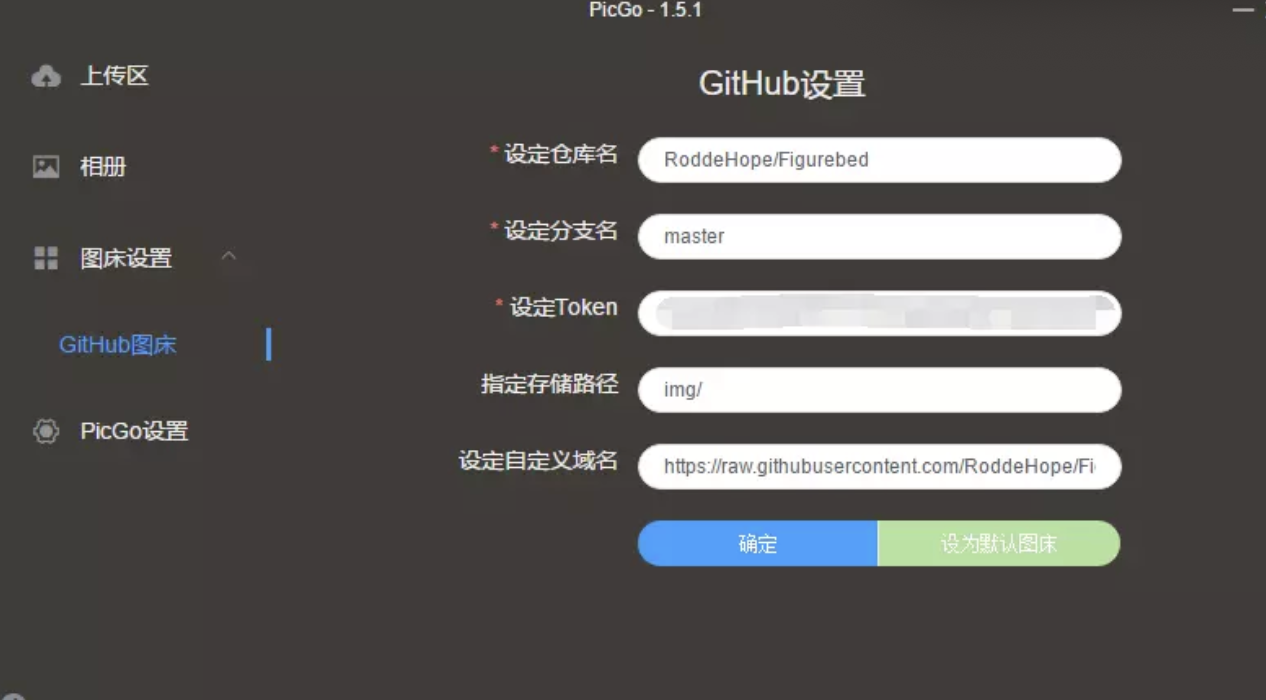 PicGo - 1.5.1
上传区
相册
图床设置
GitHub图床
PicGo设置
GitHub设置
* 设定仓库名
RoddeHope/Figurebed
* 设定分支名
master
* 设定Token
指定存储路径
img/
设定自定义域名
https://raw.githubusercontent.com/RoddeHope/Fi
确定
设为默认图床